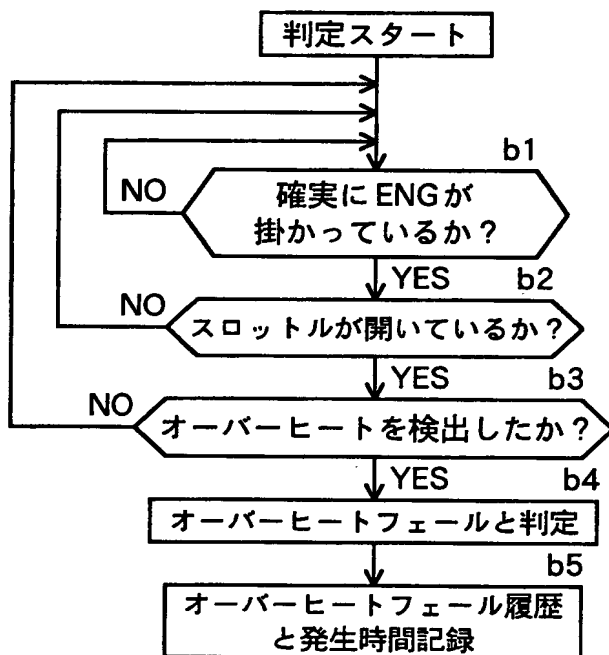 判定スタート
b1
NO
確実にENGが
掛かっているか?
YES
b2
NO
スロットルが開いているか?
YES
b3
NO
オーバーヒートを検出したか?
YES
b4
オーバーヒートフェールと判定
b5
オーバーヒートフェール履歴
と発生時間記録